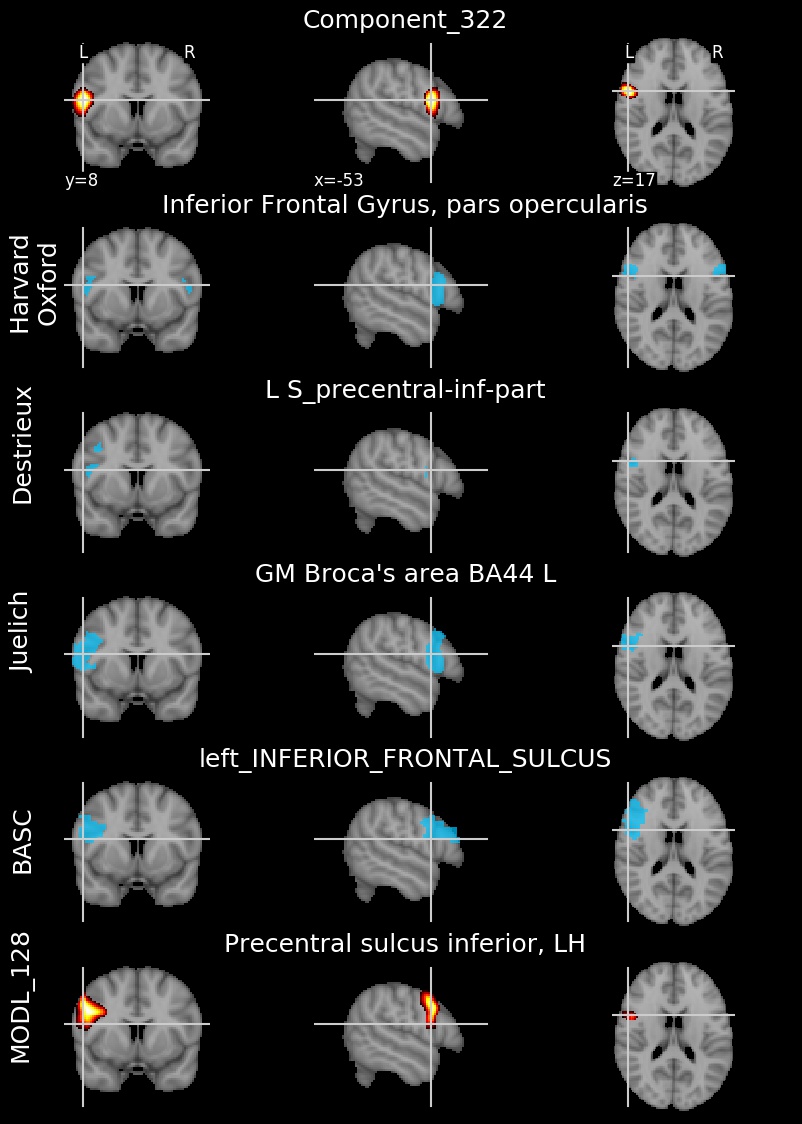 Component_322
L R
L R
y=8 x=-53 z=17
Inferior Frontal Gyrus, pars opercularis
Harvard
Oxford
L S_precentral-inf-part
Destrieux
GM Broca's area BA44 L
Juelich
left_INFERIOR_FRONTAL_SULCUS
BASC
Precentral sulcus inferior, LH
MODL_128